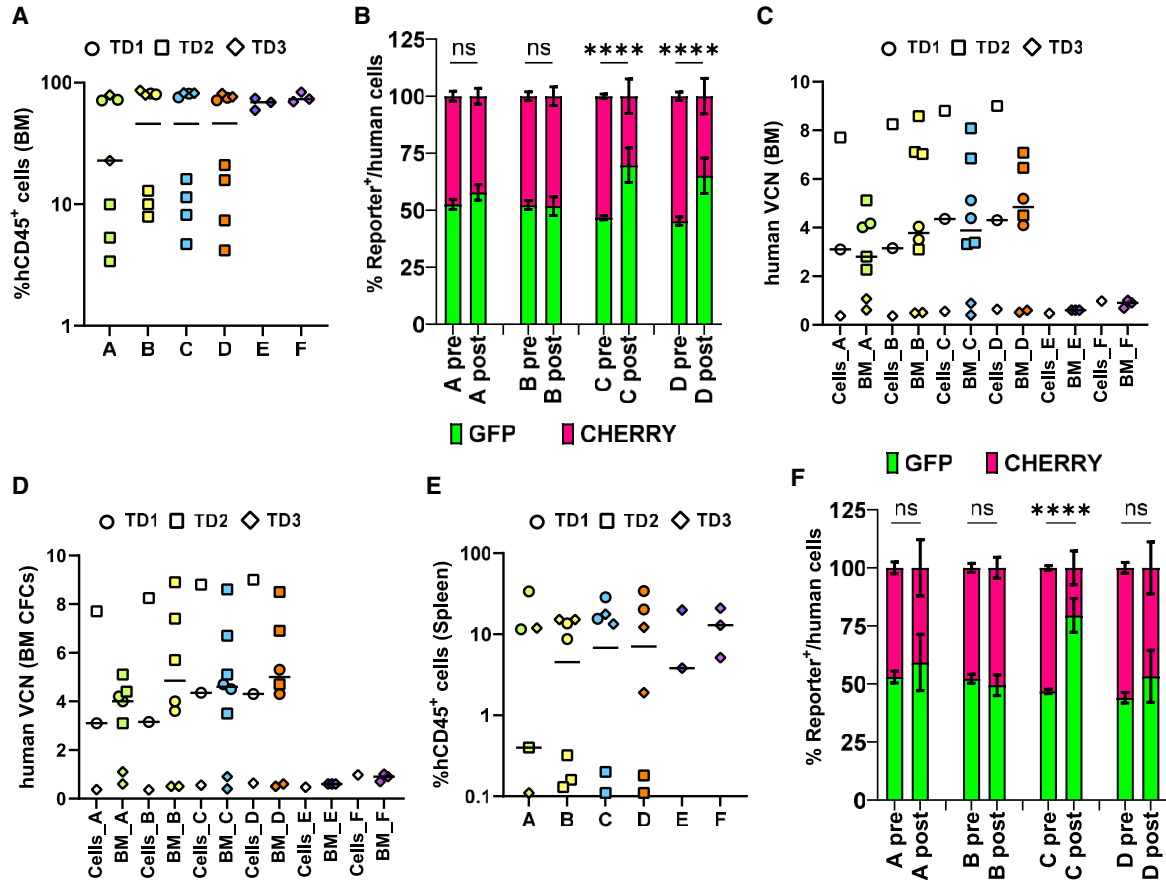 A
TD1 TD2 TD3
%hCD45+ cells (BM)
100
10
1
A B C D E F
B
ns ns **** ****
% Reporter+/human cells
125
100
75
50
25
0
A pre A post B pre B post C pre C post D pre D post
GFP CHERRY
C
TD1 TD2 TD3
human VCN (BM)
10
8
6
4
2
0
Cells_A BM_A Cells_B BM_B Cells_C BM_C Cells_D BM_D Cells_E BM_E Cells_F BM_F
D
TD1 TD2 TD3
human VCN (BM CFCs)
10
8
6
4
2
0
Cells_A BM_A Cells_B BM_B Cells_C BM_C Cells_D BM_D Cells_E BM_E Cells_F BM_F
E
TD1 TD2 TD3
%hCD45+ cells (Spleen)
100
10
1
0.1
A B C D E F
F
GFP CHERRY
ns ns **** ns
% Reporter+/human cells
125
100
75
50
25
0
A pre A post B pre B post C pre C post D pre D post